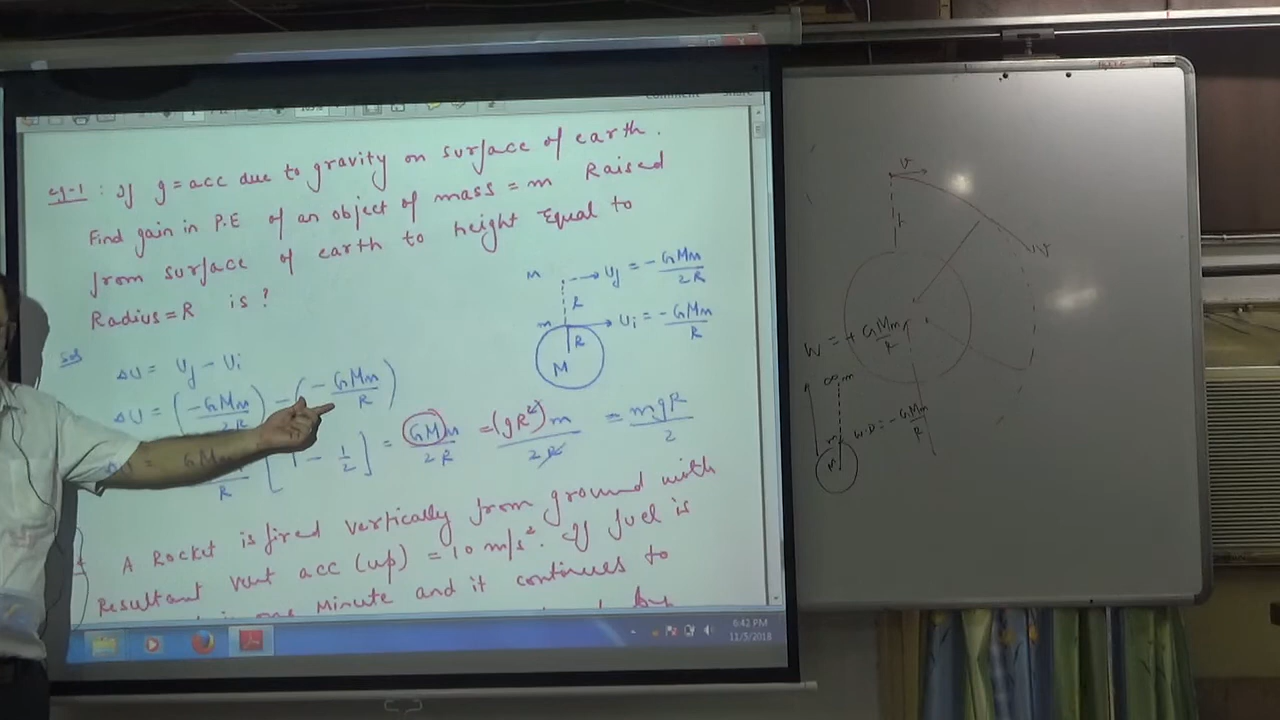 eg-1 : If g = acc due to gravity on surface of earth.
Find gain in P.E of an object of mass = m Raised
from surface of earth to height Equal to
Radius = R is ?
m → Uf = -GMm/2R
R
m → Ui = -GMm/R
R
M
Sol
ΔU = Uf - Ui
ΔU = (-GMm/2R) - (-GMm/R)
GMm/R [1 - 1/2] = GMm/2R = (gR²)m/2R = mgR/2
A Rocket is fired vertically from ground with
Resultant vert acc (up) = 10 m/s². If fuel is
one Minute and it continues to
6:42 PM
11/3/2018
v
h
W = + GMm/R
∞ m
m
W.D = -GMm/R
M